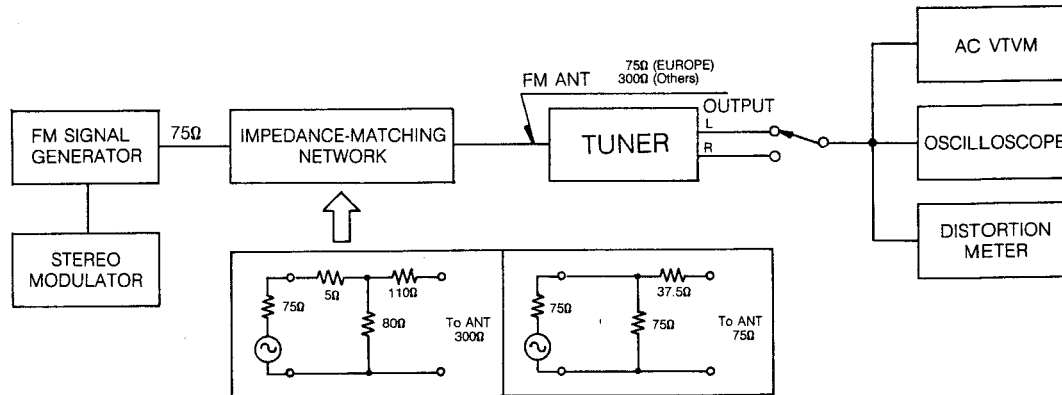 AC VTVM
75Ω (EUROPE)
300Ω (Others)
FM ANT
OUTPUT
FM SIGNAL
GENERATOR
75Ω
IMPEDANCE-MATCHING
NETWORK
TUNER
L
R
OSCILLOSCOPE
STEREO
MODULATOR
DISTORTION
METER
5Ω
110Ω
75Ω
80Ω
To ANT
300Ω
37.5Ω
75Ω
75Ω
To ANT
75Ω